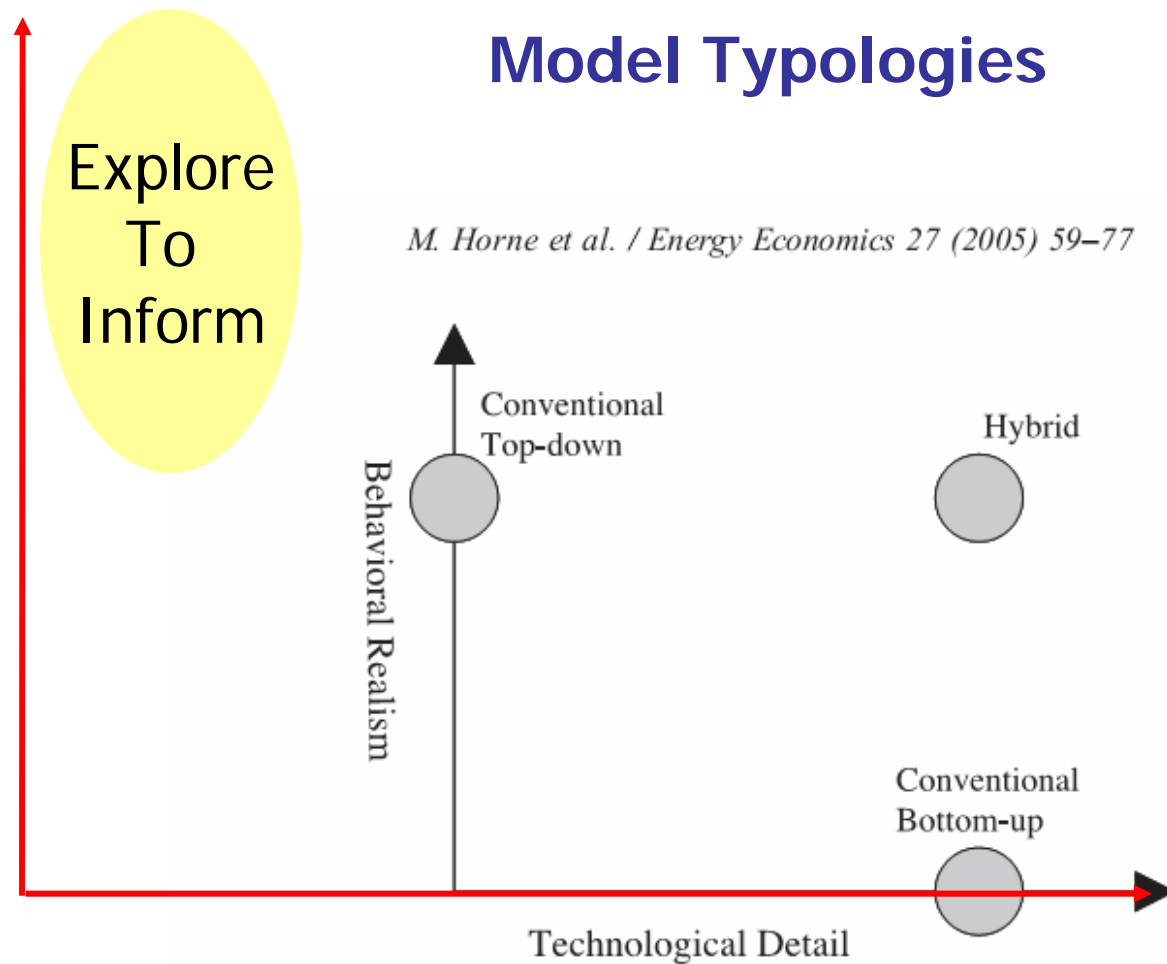 Model Typologies
Explore
To
Inform
M. Horne et al. / Energy Economics 27 (2005) 59–77
Conventional
Top-down
Hybrid
Behavioral Realism
Conventional
Bottom-up
Technological Detail